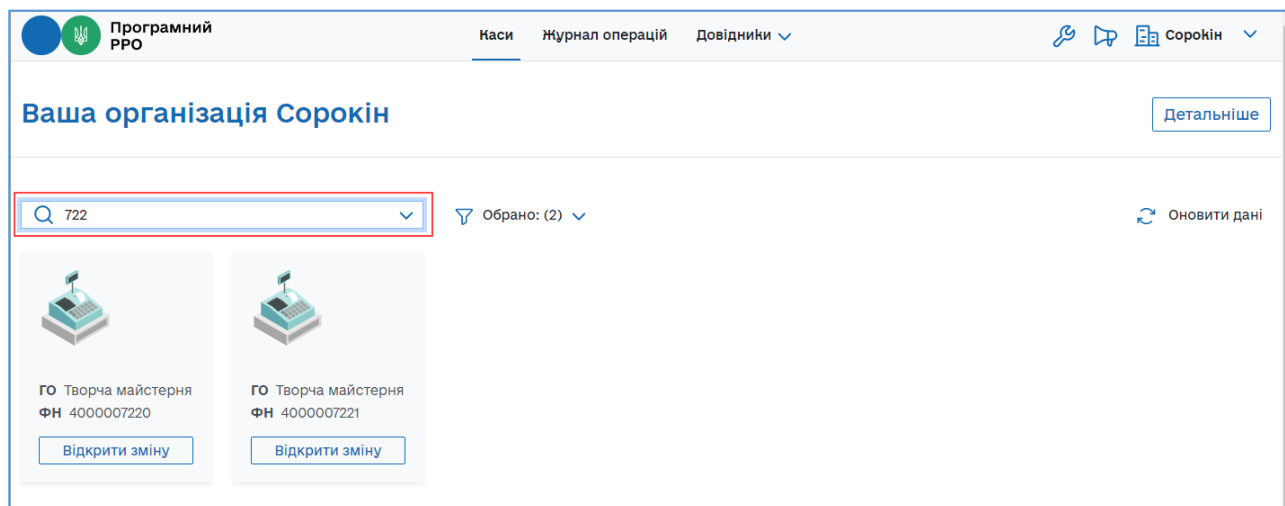 Програмний
РРО
Каси Журнал операцій Довідники
Сорокін
Ваша організація Сорокін
Детальніше
722
Обрано: (2)
Оновити дані
ГО Творча майстерня
ФН 4000007220
Відкрити зміну
ГО Творча майстерня
ФН 4000007221
Відкрити зміну